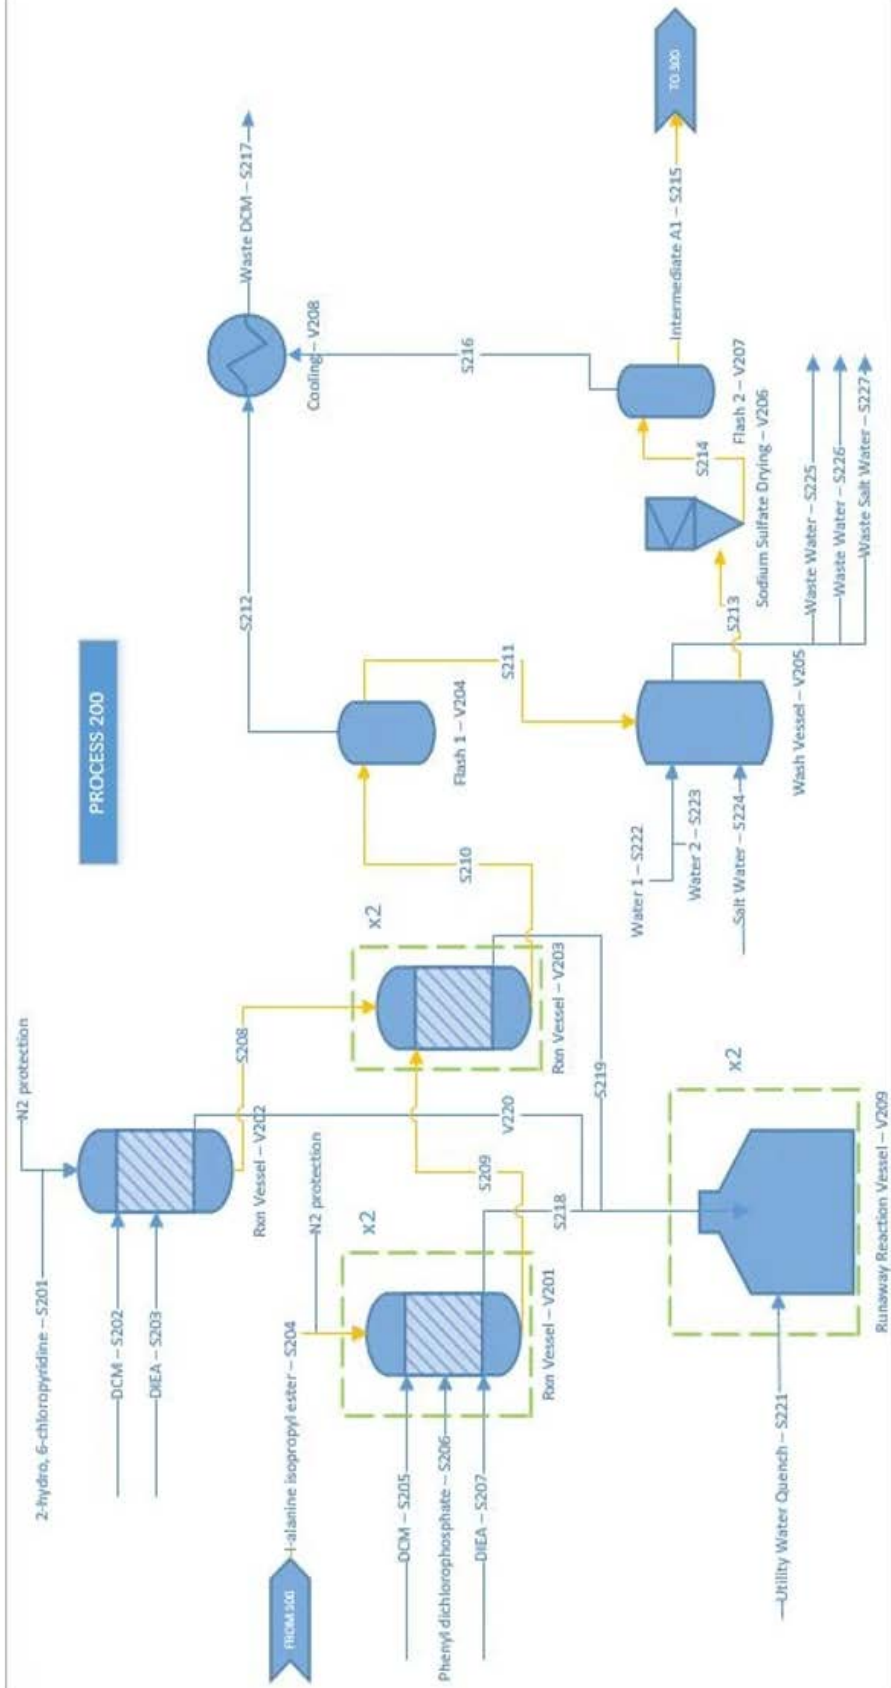 PROCESS 200
N2 protection
2-hydro, 6-chloropyridine – S201
DCM – S202
DIEA – S203
Rxn Vessel – V202
S208
FROM 100
l-alanine isopropyl ester – S204
N2 protection
DCM – S205
Phenyl dichlorophosphate – S206
DIEA – S207
x2
Rxn Vessel – V201
S209
S218
V220
S219
x2
Rxn Vessel – V203
S210
Flash 1 – V204
S212
S211
Cooling – V208
Waste DCM – S217
S216
Water 1 – S222
Water 2 – S223
Salt Water – S224
Wash Vessel – V205
S213
Sodium Sulfate Drying – V206
S214
Flash 2 – V207
Intermediate A1 – S215
TO 300
Waste Water – S225
Waste Water – S226
Waste Salt Water – S227
Utility Water Quench – S221
x2
Runaway Reaction Vessel – V209